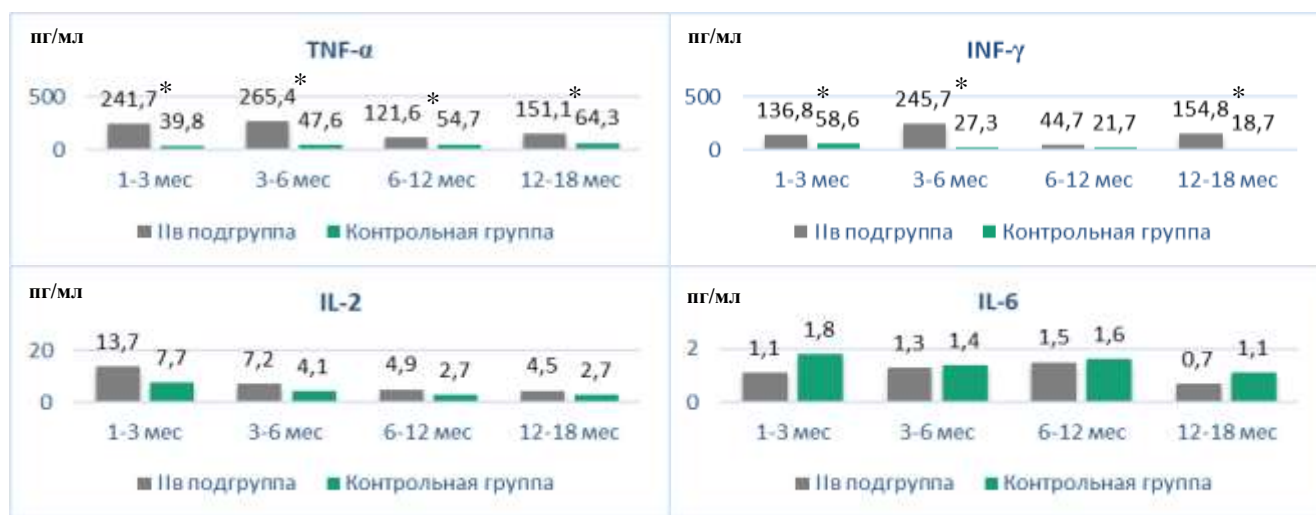 пг/мл
TNF-α
500
0
241,7*
39,8
265,4*
47,6
121,6*
54,7
151,1*
64,3
1-3 мес 3-6 мес 6-12 мес 12-18 мес
IIв подгруппа Контрольная группа
пг/мл
INF-γ
500
0
136,8*
58,6
245,7*
27,3
44,7
21,7
154,8*
18,7
1-3 мес 3-6 мес 6-12 мес 12-18 мес
IIв подгруппа Контрольная группа
пг/мл
IL-2
20
0
13,7
7,7
7,2
4,1
4,9
2,7
4,5
2,7
1-3 мес 3-6 мес 6-12 мес 12-18 мес
IIв подгруппа Контрольная группа
пг/мл
IL-6
2
0
1,1
1,8
1,3
1,4
1,5
1,6
0,7
1,1
1-3 мес 3-6 мес 6-12 мес 12-18 мес
IIв подгруппа Контрольная группа